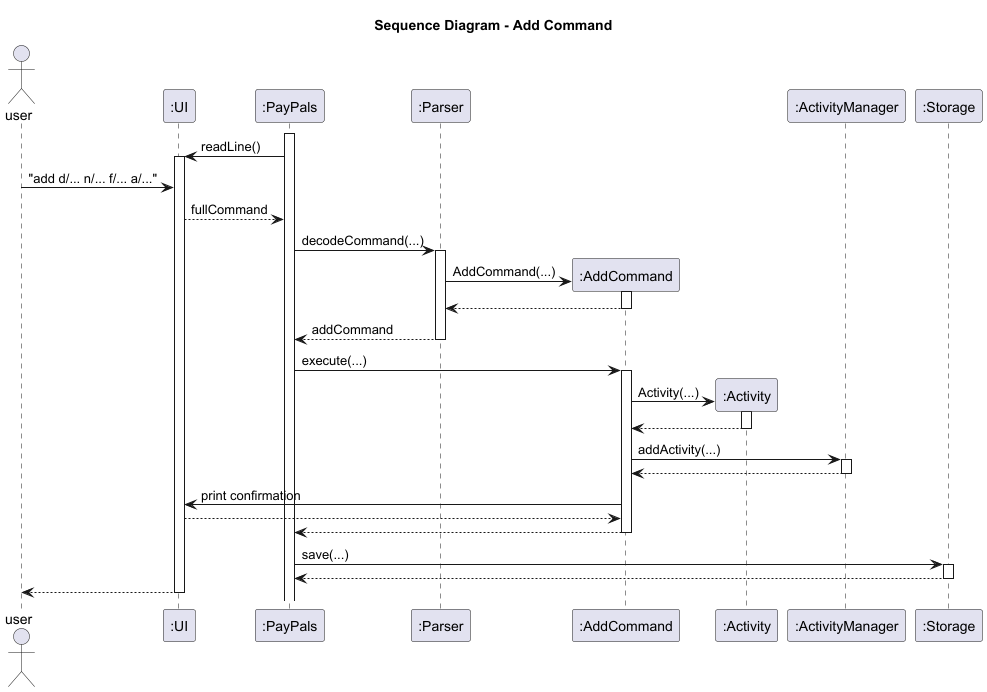 Sequence Diagram - Add Command
user
:UI
:PayPals
:Parser
:ActivityManager
:Storage
readLine()
"add d/... n/... f/... a/..."
fullCommand
decodeCommand(...)
AddCommand(...)
:AddCommand
addCommand
execute(...)
Activity(...)
:Activity
addActivity(...)
print confirmation
save(...)
user
:UI
:PayPals
:Parser
:AddCommand
:Activity
:ActivityManager
:Storage